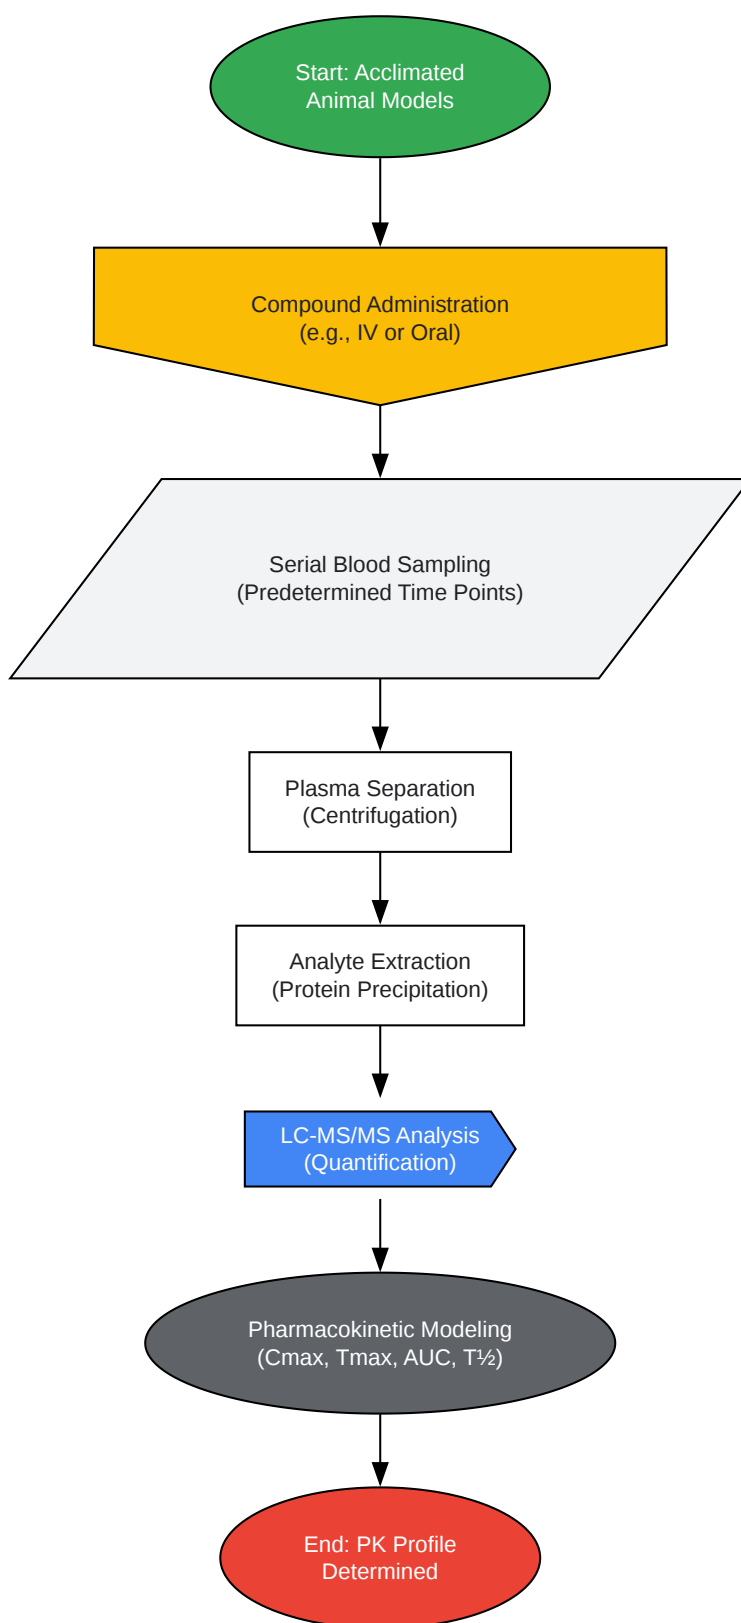 Start: Acclimated
Animal Models
Compound Administration
(e.g., IV or Oral)
Serial Blood Sampling
(Predetermined Time Points)
Plasma Separation
(Centrifugation)
Analyte Extraction
(Protein Precipitation)
LC-MS/MS Analysis
(Quantification)
Pharmacokinetic Modeling
(Cmax, Tmax, AUC, T½)
End: PK Profile
Determined